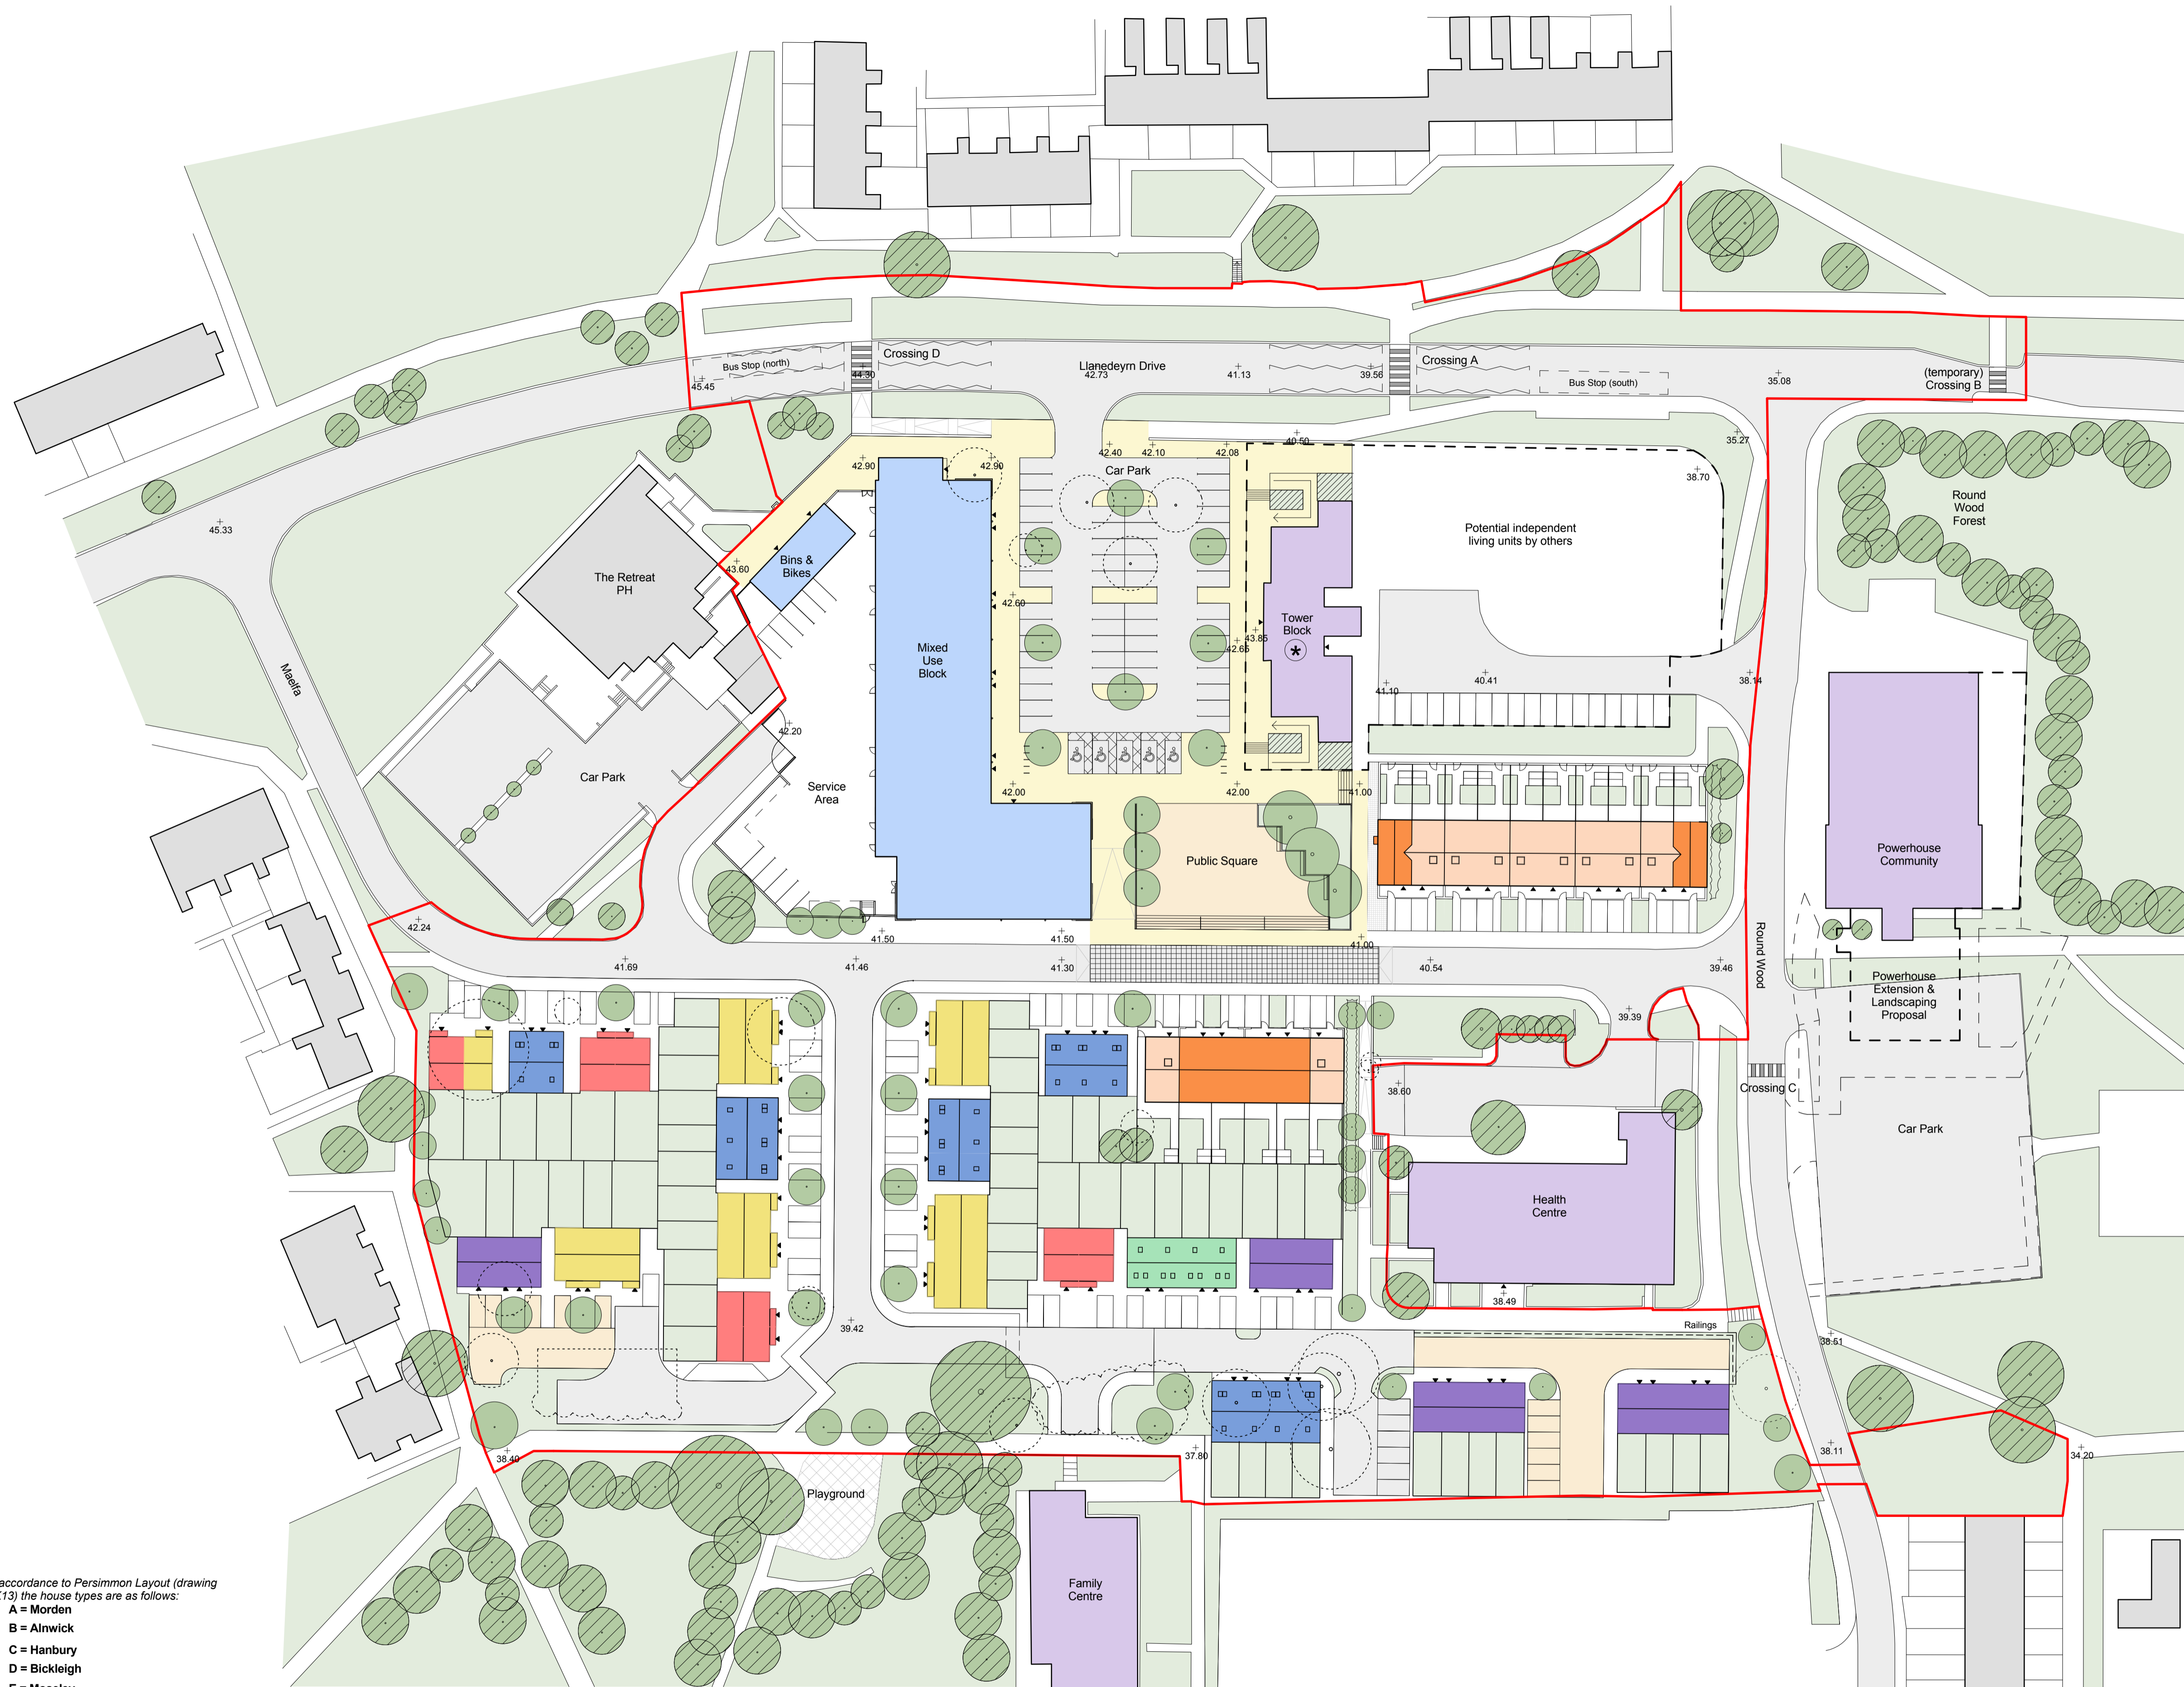 Crossing D
Bus Stop (north)
44.30
45.45
Llanedeyrn Drive
42.73
41.13
39.56
Crossing A
Bus Stop (south)
35.08
(temporary)
Crossing B
45.33
42.90
42.90
42.40
42.10
42.08
40.50
35.27
38.70
Car Park
Round
Wood
Forest
Potential independent
living units by others
The Retreat
PH
43.60
Bins &
Bikes
42.60
Mixed
Use
Block
Tower
Block
*
43.85
42.65
41.10
40.41
38.14
Maelfa
42.20
Car Park
Service
Area
42.00
42.00
41.00
Public Square
Powerhouse
Community
42.24
41.50
41.50
41.00
41.69
41.46
41.30
40.54
39.46
Round Wood
Powerhouse
Extension &
Landscaping
Proposal
39.39
38.60
Crossing C
Car Park
Health
Centre
38.49
Railings
38.51
39.42
38.40
37.80
38.11
34.20
Playground
Family
Centre
accordance to Persimmon Layout (drawing
13) the house types are as follows:
A = Morden
B = Alnwick
C = Hanbury
D = Bickleigh